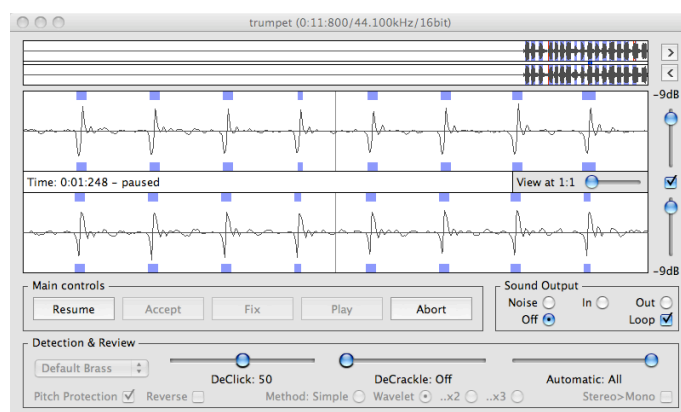 trumpet (0:11:800/44.100kHz/16bit)
>
<
-9dB
Time: 0:01:248 - paused
View at 1:1
-9dB
Main controls
Resume Accept Fix Play Abort
Sound Output
Noise In Out
Off Loop
Detection & Review
Default Brass
DeClick: 50 DeCrackle: Off Automatic: All
Pitch Protection Reverse Method: Simple Wavelet ..x2 ..x3 Stereo>Mono